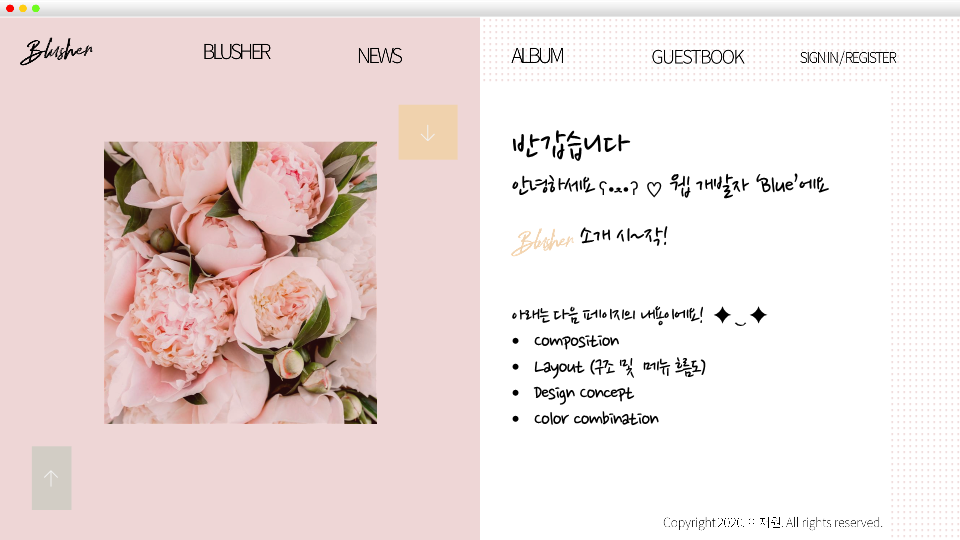 Blusher
BLUSHER
NEWS
ALBUM
GUESTBOOK
SIGN IN / REGISTER
반갑습니다
안녕하세요 ʕ•ﻌ•ʔ ♡ 웹 개발자 'Blue'에요
Blusher 소개 시~작!
아래는 다음 페이지의 내용이에요! ✦‿✦
• composition
• Layout (구조 및 메뉴 흐름도)
• Design concept
• color combination
Copyright 2020. 지원. All rights reserved.